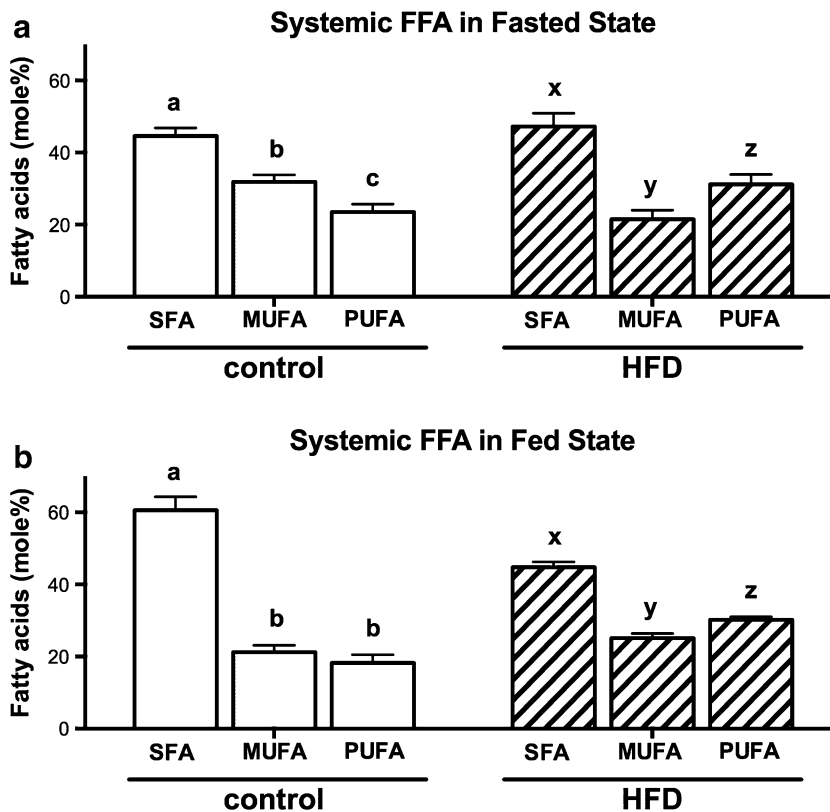 a
Systemic FFA in Fasted State
Fatty acids (mole%)
60
40
20
0
a
b
c
x
y
z
SFA MUFA PUFA SFA MUFA PUFA
control HFD
b
Systemic FFA in Fed State
Fatty acids (mole%)
60
40
20
0
a
b
b
x
y
z
SFA MUFA PUFA SFA MUFA PUFA
control HFD